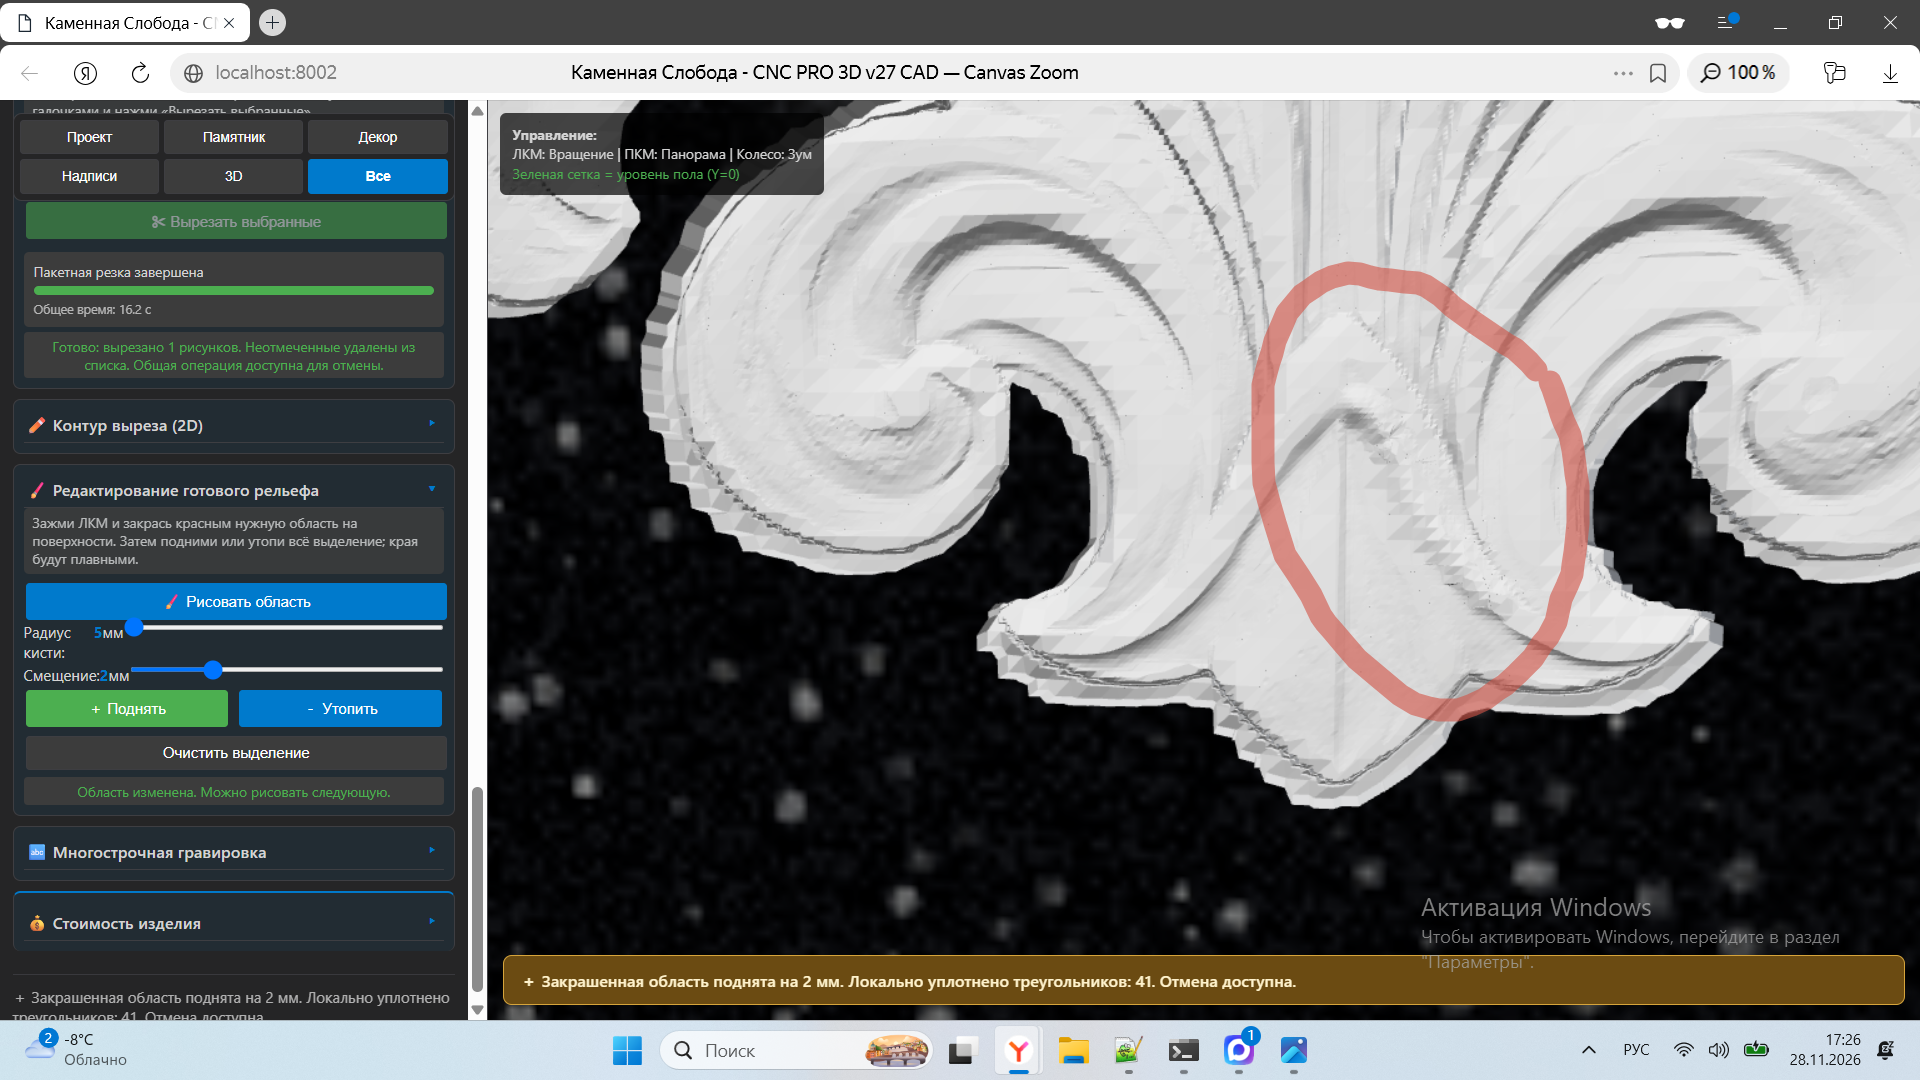 Каменная Слобода - CN
localhost:8002
Каменная Слобода - CNC PRO 3D v27 CAD — Canvas Zoom
100 %
галочками и нажми «Вырезать выбранные»
Проект
Памятник
Декор
Надписи
3D
Все
Вырезать выбранные
Пакетная резка завершена
Общее время: 16.2 с
Готово: вырезано 1 рисунков. Неотмеченные удалены из
списка. Общая операция доступна для отмены.
Контур выреза (2D)
Редактирование готового рельефа
Зажми ЛКМ и закрась красным нужную область на
поверхности. Затем подними или утопи всё выделение; края
будут плавными.
Рисовать область
Радиус
кисти:
5мм
Смещение:2мм
+ Поднять
- Утопить
Очистить выделение
Область изменена. Можно рисовать следующую.
abc Многострочная гравировка
Стоимость изделия
+ Закрашенная область поднята на 2 мм. Локально уплотнено
треугольников: 41. Отмена доступна.
Управление:
ЛКМ: Вращение | ПКМ: Панорама | Колесо: Зум
Зеленая сетка = уровень пола (Y=0)
Активация Windows
Чтобы активировать Windows, перейдите в раздел
"Параметры".
+ Закрашенная область поднята на 2 мм. Локально уплотнено треугольников: 41. Отмена доступна.
2
-8°C
Облачно
Поиск
1
РУС
17:26
28.11.2026